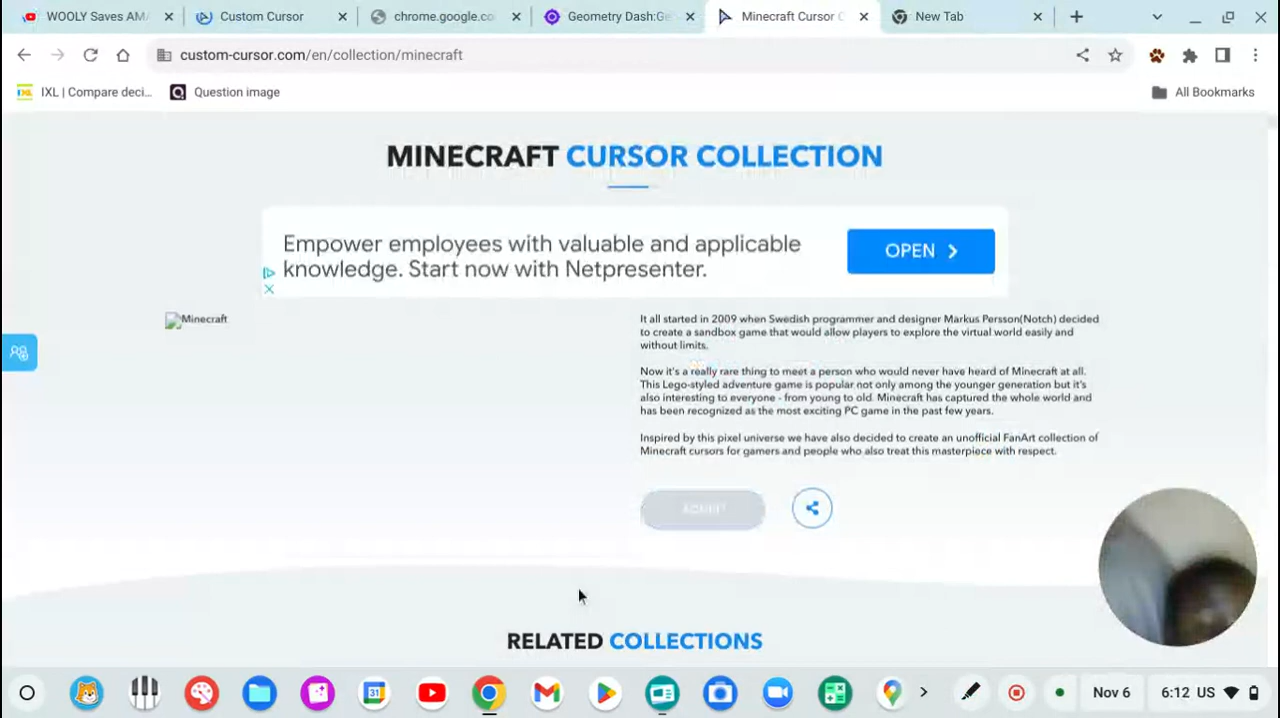 WOOLY Saves AMA
Custom Cursor
chrome.google.co
Geometry Dash:Ge
Minecraft Cursor C
New Tab
custom-cursor.com/en/collection/minecraft
IXL | Compare deci...
Question image
All Bookmarks
MINECRAFT CURSOR COLLECTION
Empower employees with valuable and applicable
knowledge. Start now with Netpresenter.
OPEN
Minecraft
It all started in 2009 when Swedish programmer and designer Markus Persson(Notch) decided
to create a sandbox game that would allow players to explore the virtual world easily and
without limits.
Now it's a really rare thing to meet a person who would never have heard of Minecraft at all.
This Lego-styled adventure game is popular not only among the younger generation but it's
also interesting to everyone - from young to old. Minecraft has captured the whole world and
has been recognized as the most exciting PC game in the past few years.
Inspired by this pixel universe we have also decided to create an unofficial FanArt collection of
Minecraft cursors for gamers and people who also treat this masterpiece with respect.
RELATED COLLECTIONS
Nov 6
6:12 US